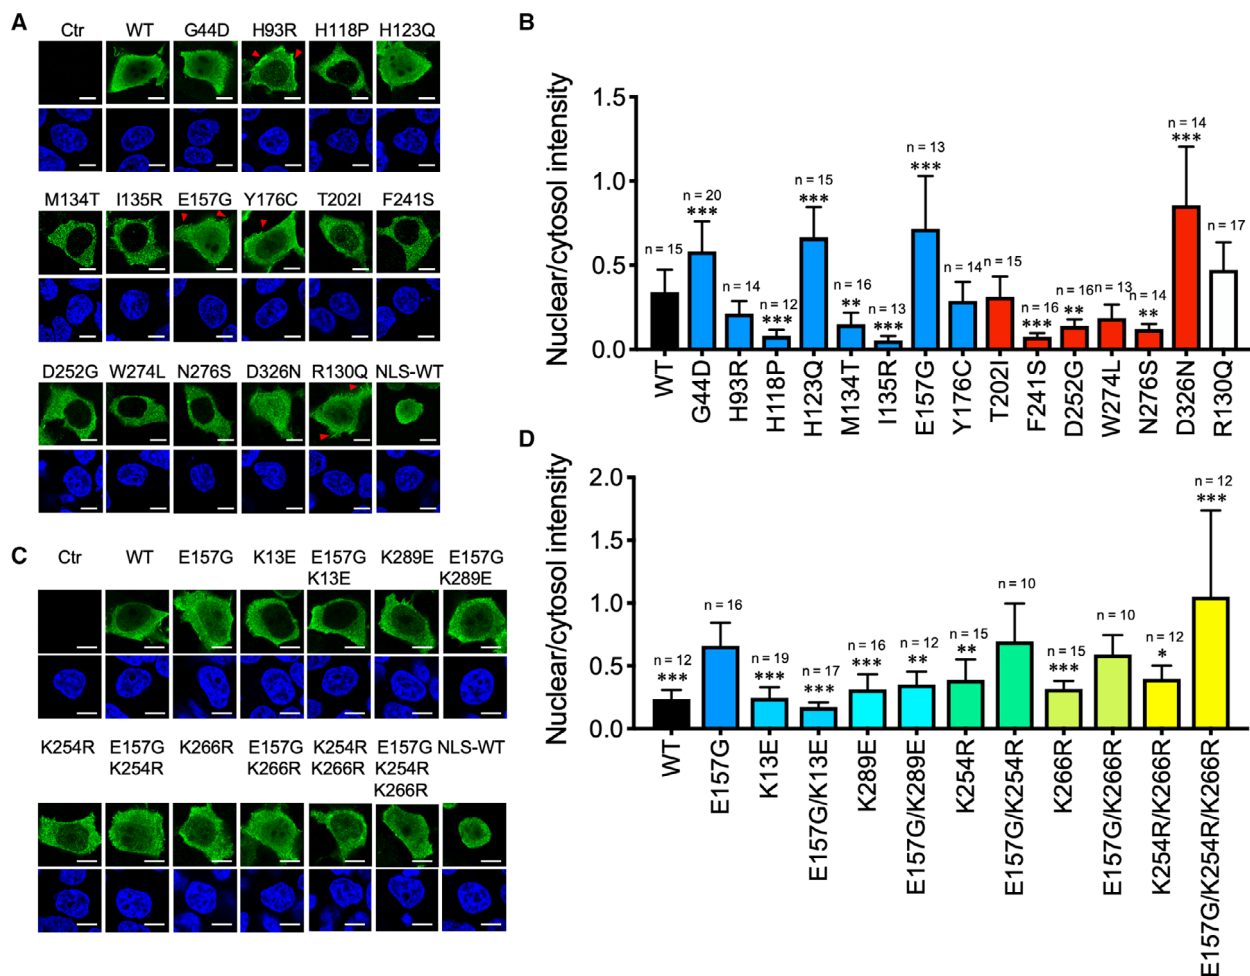 A
Ctr WT G44D H93R H118P H123Q
M134T I135R E157G Y176C T202I F241S
D252G W274L N276S D326N R130Q NLS-WT
B
Nuclear/cytosol intensity
1.5
1.0
0.5
0.0
n = 15
n = 20
***
n = 14
n = 12
***
n = 15
***
n = 16
**
n = 13
***
n = 13
***
n = 14
n = 15
n = 16
***
n = 16
**
n = 13
n = 14
**
n = 14
***
n = 17
WT
G44D
H93R
H118P
H123Q
M134T
I135R
E157G
Y176C
T202I
F241S
D252G
W274L
N276S
D326N
R130Q
C
Ctr WT E157G K13E E157G K289E E157G
K13E K289E
K254R E157G K266R E157G K254R E157G NLS-WT
K254R K266R K266R K254R
K266R
D
Nuclear/cytosol intensity
2.0
1.5
1.0
0.5
0.0
n = 12
***
n = 16
n = 19
***
n = 17
***
n = 16
***
n = 12
**
n = 15
**
n = 10
n = 15
***
n = 10
n = 12
*
n = 12
***
WT
E157G
K13E
E157G/K13E
K289E
E157G/K289E
K254R
E157G/K254R
K266R
E157G/K266R
K254R/K266R
E157G/K254R/K266R